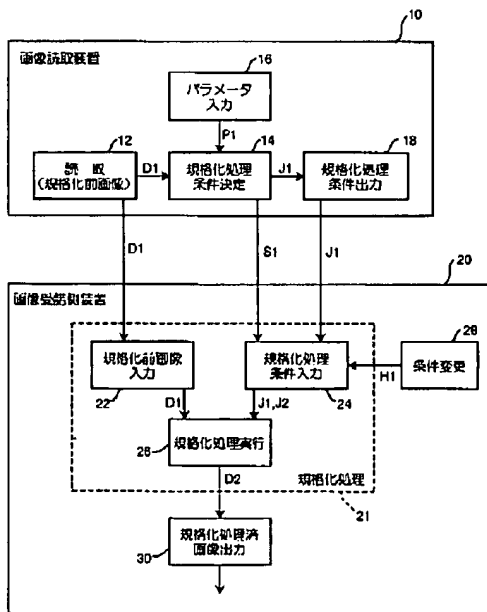 10
画像読取装置
16
パラメータ
入力
P1
12
14
18
読 取
(規格化前画像)
D1
規格化処理
条件決定
J1
規格化処理
条件出力
D1
S1
J1
20
画像受諾側装置
規格化前画像
入力
規格化処理
条件入力
28
条件変更
H1
22
24
D1
J1,J2
26
規格化処理実行
D2
規格化処理
21
規格化処理済
画像出力
30